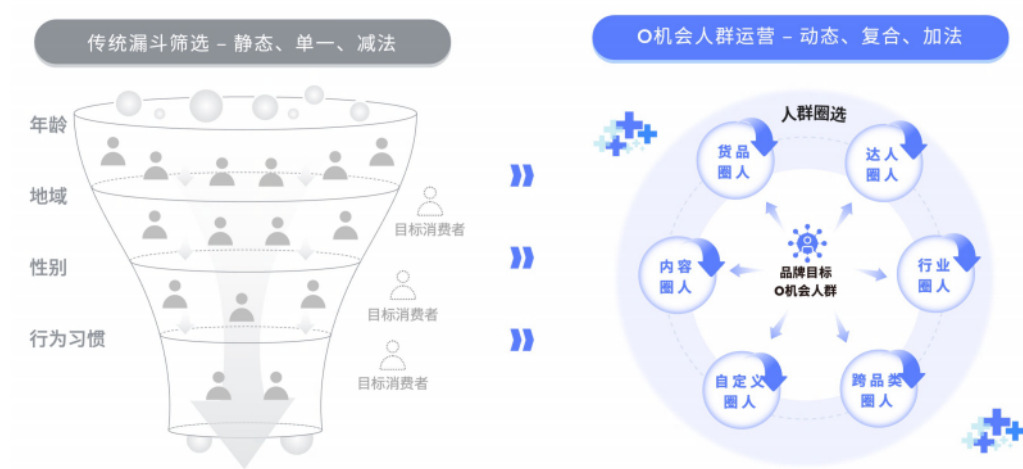 传统漏斗筛选 – 静态、单一、减法
年龄
地域
性别
行为习惯
目标消费者
目标消费者
目标消费者
O机会人群运营 – 动态、复合、加法
人群圈选
货品
圈人
达人
圈人
内容
圈人
品牌目标
O机会人群
行业
圈人
自定义
圈人
跨品类
圈人